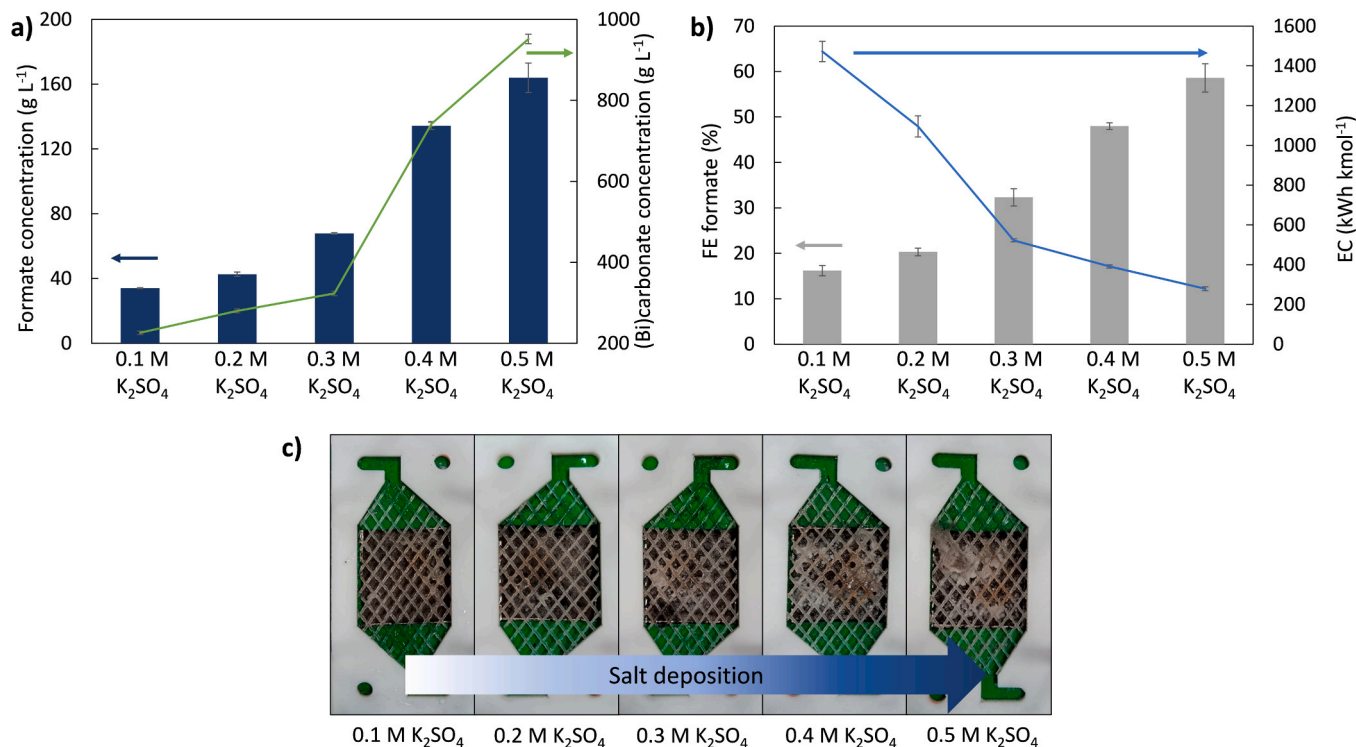 a)
Formate concentration (g L⁻¹)
200
160
120
80
40
0
1000
800
600
400
200
(Bi)carbonate concentration (g L⁻¹)
0.1 M
K₂SO₄
0.2 M
K₂SO₄
0.3 M
K₂SO₄
0.4 M
K₂SO₄
0.5 M
K₂SO₄
b)
FE formate (%)
70
60
50
40
30
20
10
0
1600
1400
1200
1000
800
600
400
200
0
EC (kWh kmol⁻¹)
0.1 M
K₂SO₄
0.2 M
K₂SO₄
0.3 M
K₂SO₄
0.4 M
K₂SO₄
0.5 M
K₂SO₄
c)
Salt deposition
0.1 M K₂SO₄
0.2 M K₂SO₄
0.3 M K₂SO₄
0.4 M K₂SO₄
0.5 M K₂SO₄